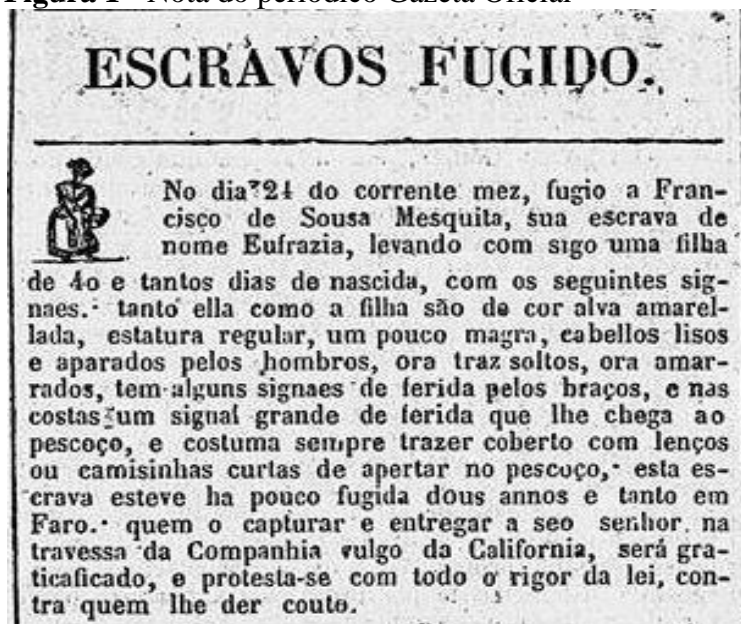 Figura 1 - Nota do periódico Gazeta Oficial
ESCRAVOS FUGIDO.
No dia 24 do corrente mez, fugio a Fran-
cisço de Sousa Mesquita, sua escrava de
nome Eufrazia, levando com sigo uma filha
de 4o e tantos dias de nascida, com os seguintes sig-
naes. tanto ella como a filha são de cor alva amarel-
lada, estatura regular, um pouco magra, cabellos lisos
e aparados pelos hombros, ora traz soltos, ora amar-
rados, tem alguns signaes de ferida pelos braços, e nas
costas um signal grande de ferida que lhe chega ao
pescoço, e costuma sempre trazer coberto com lenços
ou camisinhas curtas de apertar no pescoço, esta es-
crava esteve ha pouco fugida dous annos e tanto em
Faro. quem o capturar e entregar a seo senhor na
travessa da Companhia vulgo da California, será gra-
ticaficado, e protesta-se com todo o rigor da lei, con-
tra quem lhe der couto.